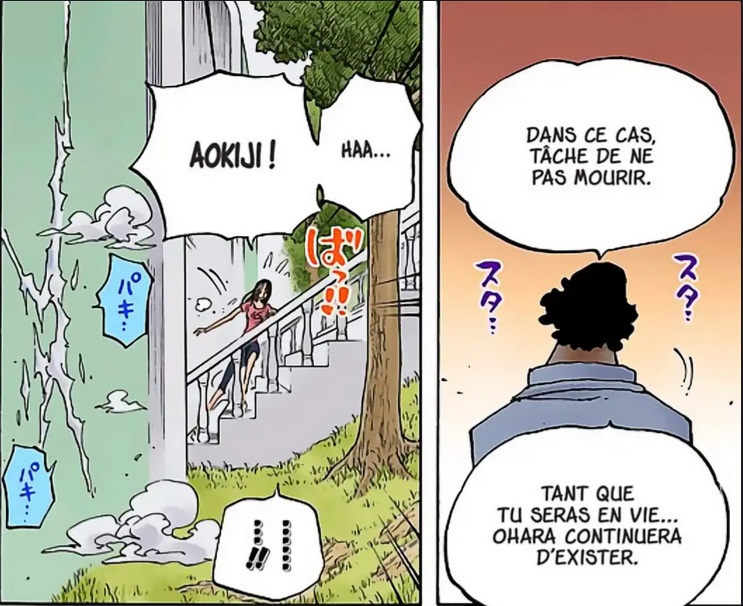 AOKIJI !
HAA...
ばっ!!
パキ...
パキ...
......!!
DANS CE CAS,
TÂCHE DE NE
PAS MOURIR.
スタ...
スタ...
TANT QUE
TU SERAS EN VIE...
OHARA CONTINUERA
D'EXISTER.